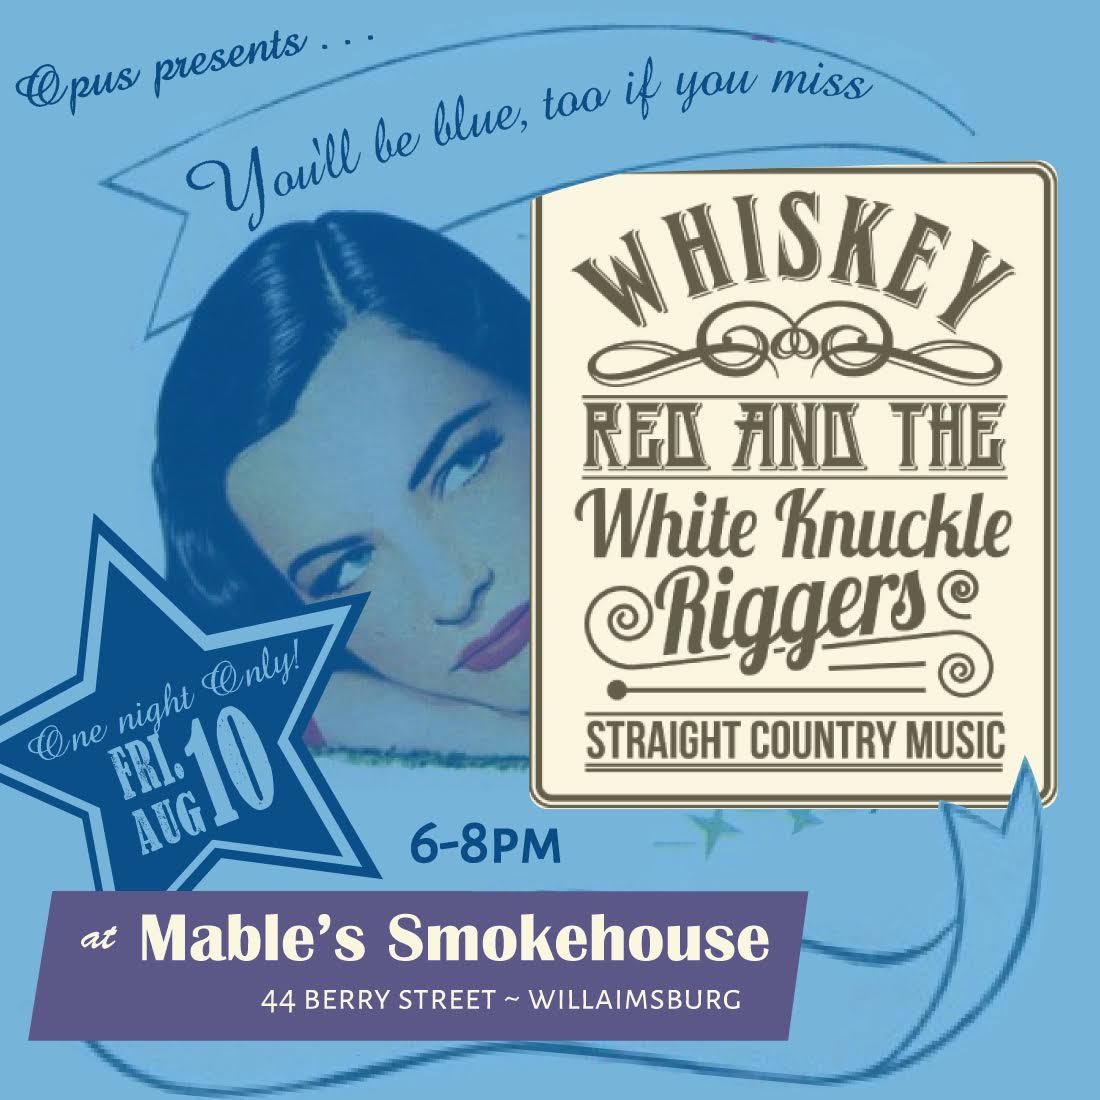 Opus presents . . .
You'll be blue, too if you miss
WHISKEY
RED AND THE
White Knuckle
Riggers
STRAIGHT COUNTRY MUSIC
One night Only!
FRI.
AUG 10
6-8PM
at Mable's Smokehouse
44 BERRY STREET ~ WILLAIMSBURG